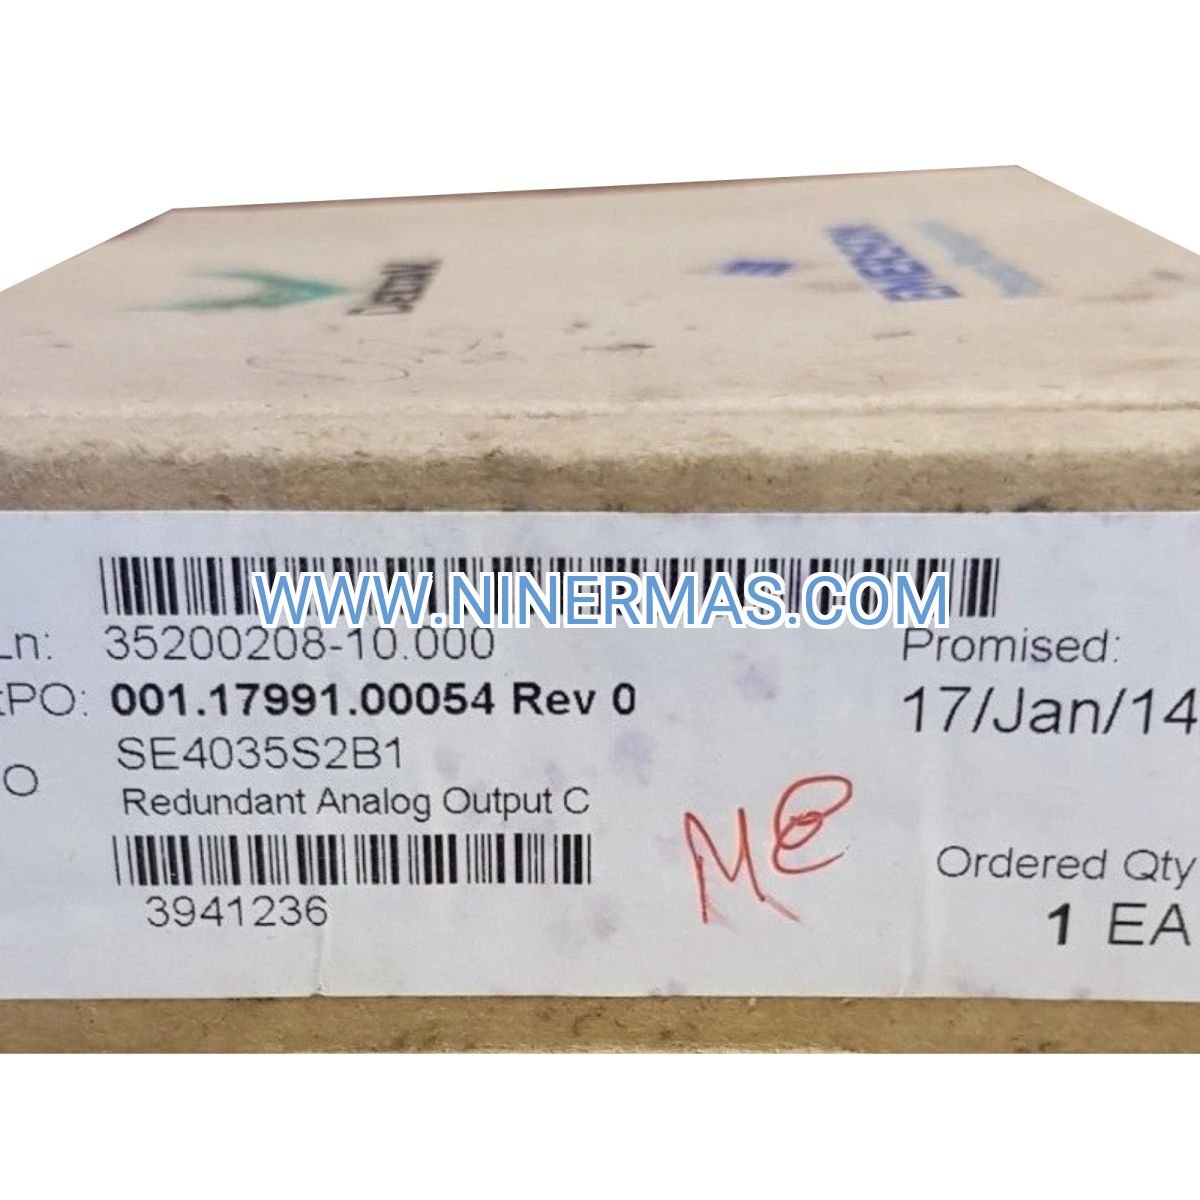 EMERSON
WWW.NINERMAS.COM
Ln: 35200208-10.000
Promised:
PO: 001.17991.00054 Rev 0
17/Jan/14
SE4035S2B1
O
Redundant Analog Output C
Ordered Qty
3941236
1 EA